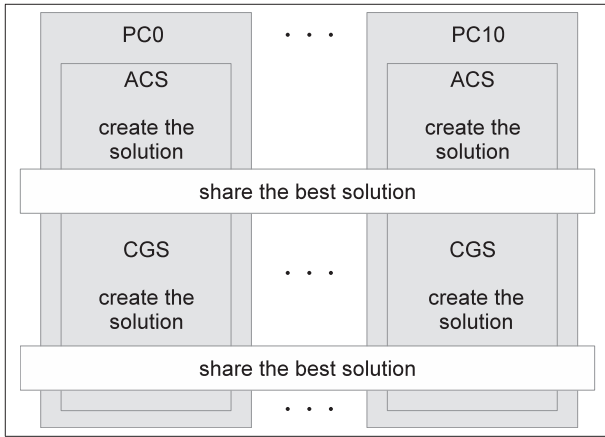 PC0 . . . PC10
ACS ACS
create the create the
solution solution
share the best solution
CGS CGS
. . .
create the create the
solution solution
share the best solution
. . .